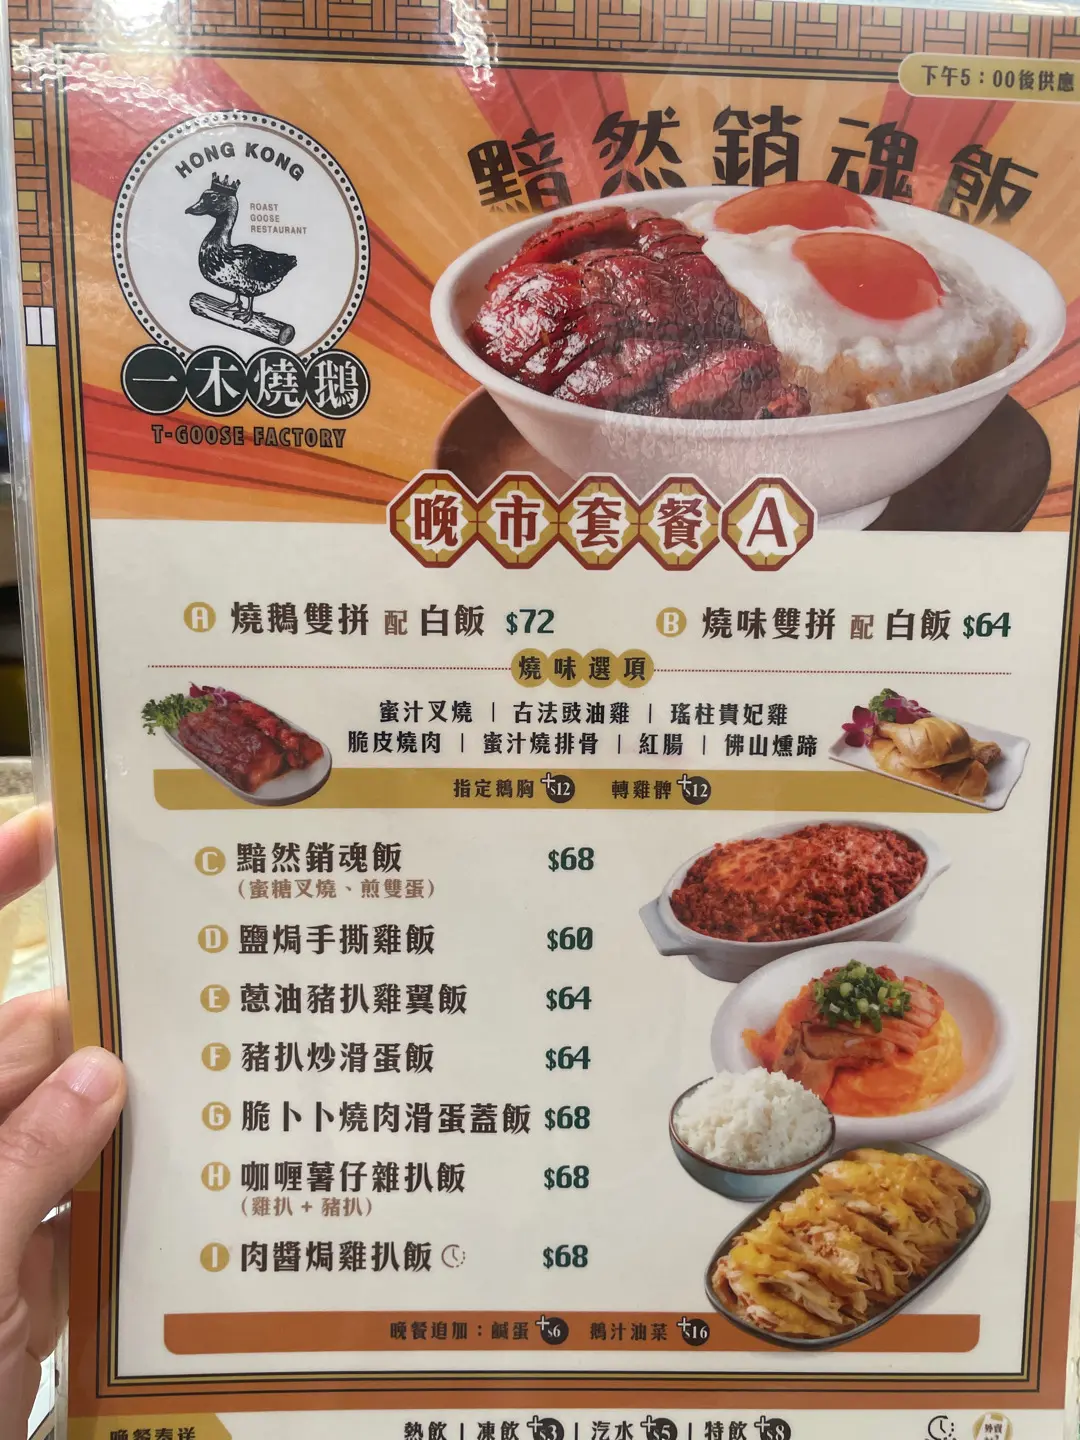 下午5：00後供應
黯然銷魂飯
HONG KONG
ROAST
GOOSE
RESTAURANT
一木燒鵝
T-GOOSE FACTORY
晚市套餐A
A 燒鵝雙拼 配 白飯 $72
B 燒味雙拼 配 白飯 $64
燒味選項
蜜汁叉燒 | 古法豉油雞 | 瑤柱貴妃雞
脆皮燒肉 | 蜜汁燒排骨 | 紅腸 | 佛山燻蹄
指定鵝胸 +$12 轉雞髀 +$12
C 黯然銷魂飯 $68
(蜜糖叉燒、煎雙蛋)
D 鹽焗手撕雞飯 $60
E 蔥油豬扒雞翼飯 $64
F 豬扒炒滑蛋飯 $64
G 脆卜卜燒肉滑蛋蓋飯 $68
H 咖喱薯仔雜扒飯 $68
(雞扒 + 豬扒)
I 肉醬焗雞扒飯 $68
晚餐追加：鹹蛋 +$6 鵝汁油菜 +$16
晚餐奉送
熱飲 | 凍飲 +$3 | 汽水 +$5 | 特飲 +$8
外賣